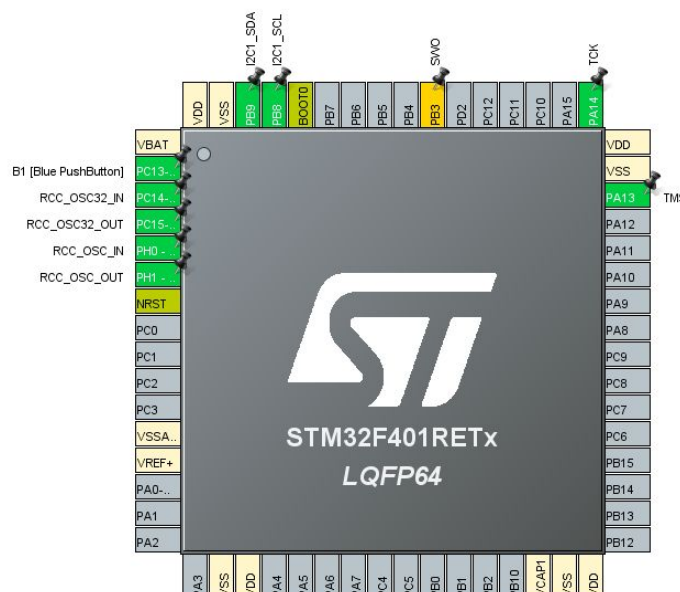 I2C1_SDA
I2C1_SCL
SWO
TCK
VDD
VSS
PB9
PB8
BOOT0
PB7
PB6
PB5
PB4
PB3
PD2
PC12
PC11
PC10
PA15
PA14
VBAT
B1 [Blue PushButton]
PC13-..
RCC_OSC32_IN
PC14-..
RCC_OSC32_OUT
PC15-..
RCC_OSC_IN
PH0 - ..
RCC_OSC_OUT
PH1 - ..
NRST
PC0
PC1
PC2
PC3
VSSA..
VREF+
PA0-..
PA1
PA2
VDD
VSS
PA13
TMS
PA12
PA11
PA10
PA9
PA8
PC9
PC8
PC7
PC6
PB15
PB14
PB13
PB12
ST
STM32F401RETx
LQFP64
PA3
VSS
VDD
PA4
PA5
PA6
PA7
PC4
PC5
PB0
PB1
PB2
PB10
VCAP1
VSS
VDD